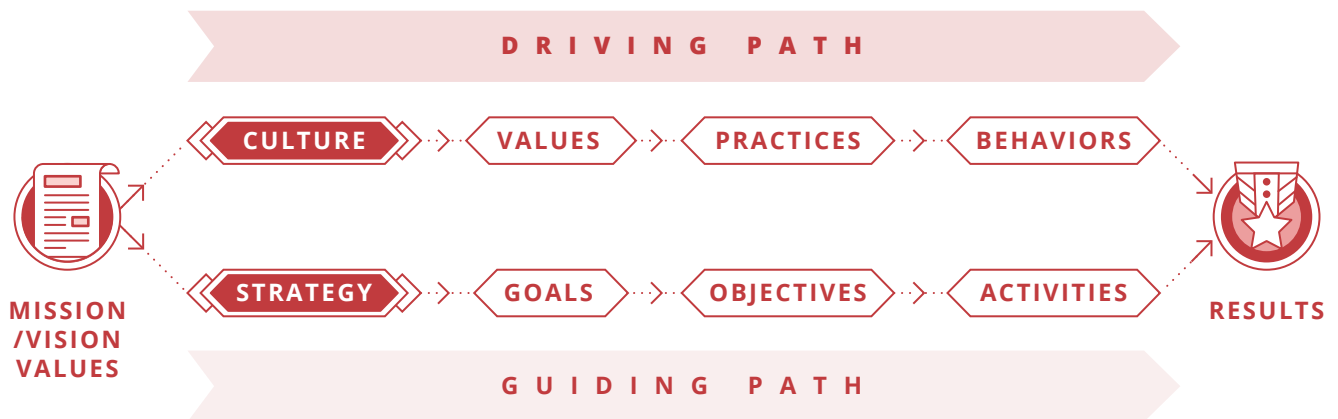 DRIVING PATH
CULTURE
VALUES
PRACTICES
BEHAVIORS
MISSION
/VISION
VALUES
STRATEGY
GOALS
OBJECTIVES
ACTIVITIES
RESULTS
GUIDING PATH